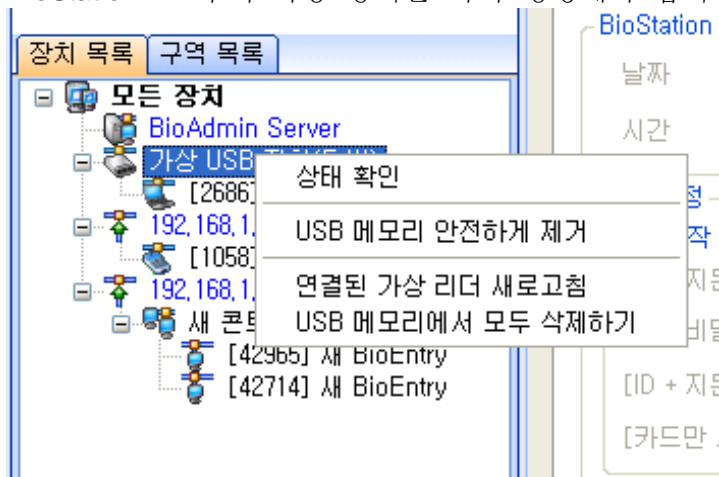 BioStation
장치 목록 구역 목록
날짜
모든 장치
BioAdmin Server
시간
가상 USB
상태 확인
[2686]
USB 메모리 안전하게 제거
192,168,1,
[1058]
연결된 가상 리더 새로고침
192,168,1,
USB 메모리에서 모두 삭제하기
[42965] 새 BioEntry
[42714] 새 BioEntry
[ID + 지문
[카드만